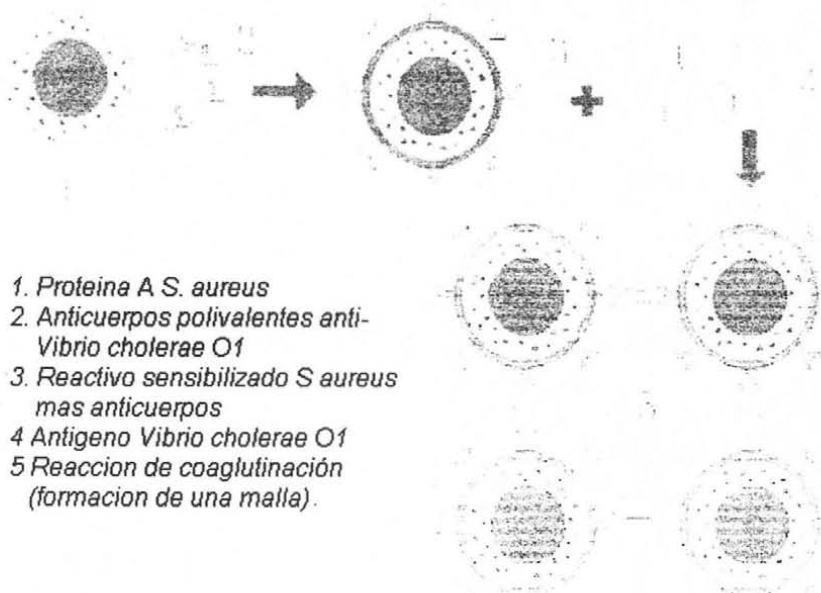 1. Proteina A S. aureus
2. Anticuerpos polivalentes anti-
Vibrio cholerae O1
3. Reactivo sensibilizado S aureus
mas anticuerpos
4 Antigeno Vibrio cholerae O1
5 Reaccion de coaglutinación
(formacion de una malla).